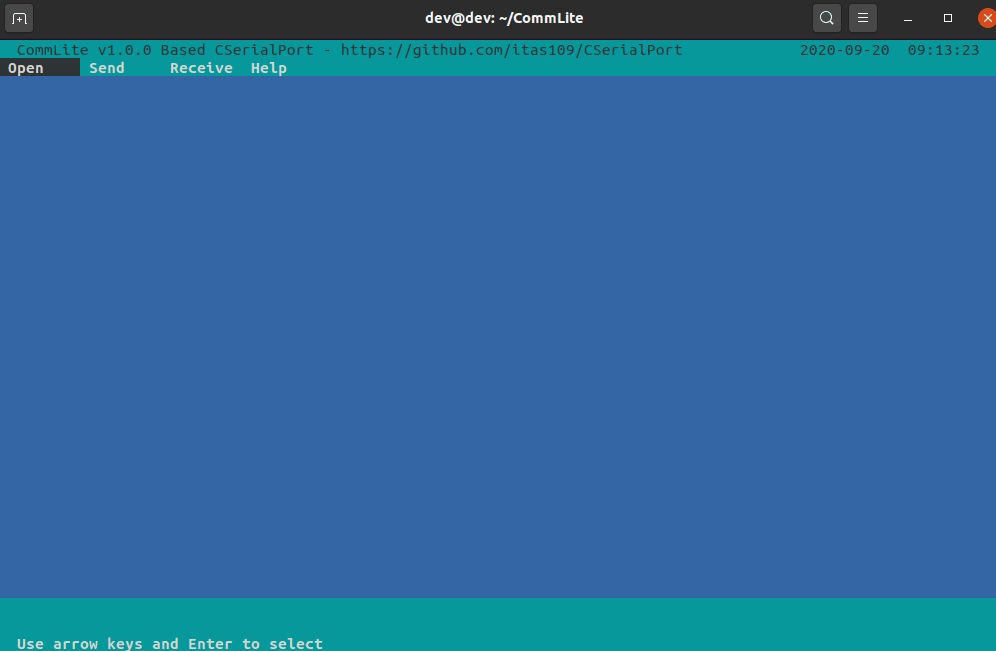 dev@dev: ~/CommLite
CommLite v1.0.0 Based CSerialPort - https://github.com/itas109/CSerialPort 2020-09-20 09:13:23
Open Send Receive Help
Use arrow keys and Enter to select